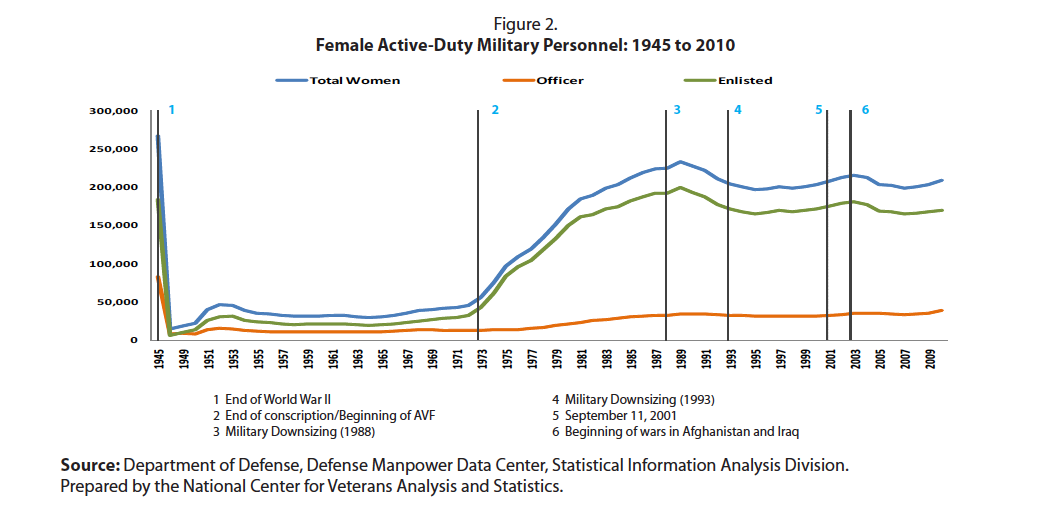 Figure 2.
Female Active-Duty Military Personnel: 1945 to 2010
Total Women Officer Enlisted
300,000
250,000
200,000
150,000
100,000
50,000
0
1 2 3 4 5 6
1945 1949 1951 1953 1955 1957 1959 1961 1963 1965 1967 1969 1971 1973 1975 1977 1979 1981 1983 1985 1987 1989 1991 1993 1995 1997 1999 2001 2003 2005 2007 2009
1 End of World War II
2 End of conscription/Beginning of AVF
3 Military Downsizing (1988)
4 Military Downsizing (1993)
5 September 11, 2001
6 Beginning of wars in Afghanistan and Iraq
Source: Department of Defense, Defense Manpower Data Center, Statistical Information Analysis Division.
Prepared by the National Center for Veterans Analysis and Statistics.